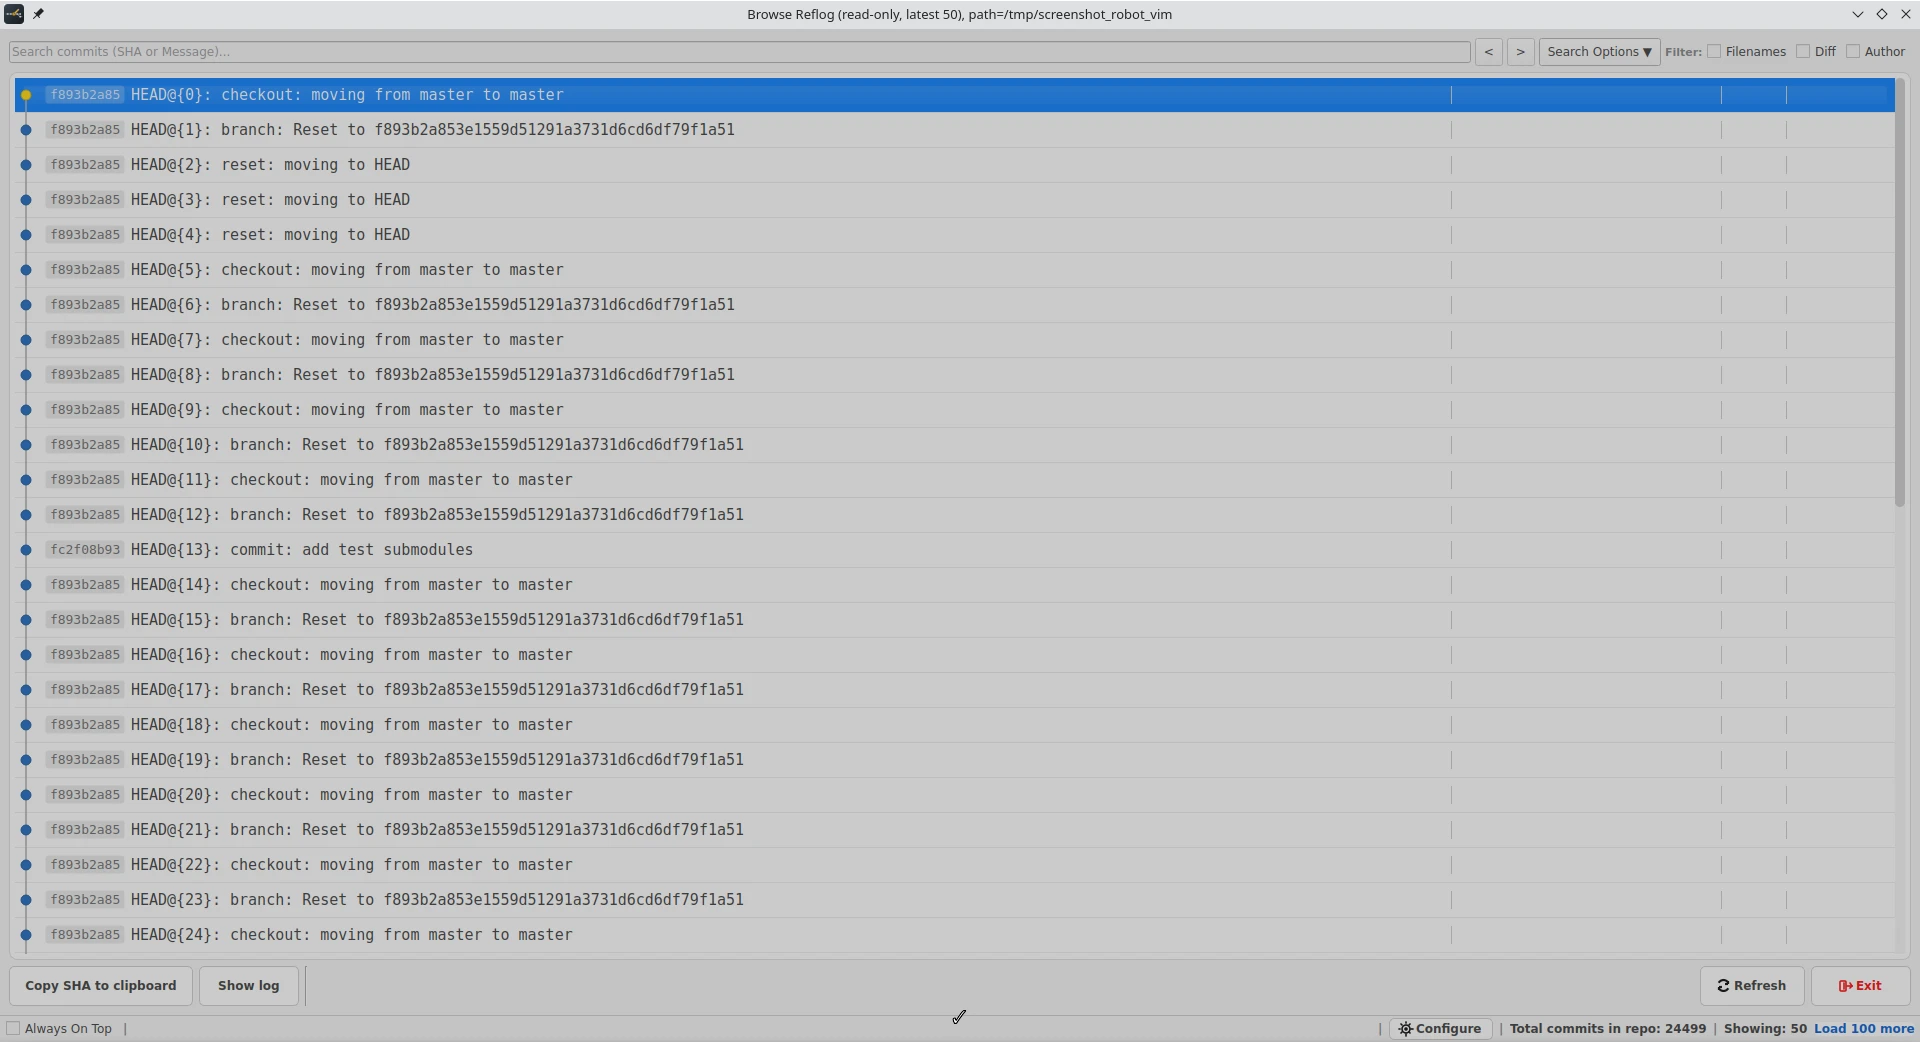 Browse Reflog (read-only, latest 50), path=/tmp/screenshot_robot_vim
Search commits (SHA or Message)... < > Search Options ▼ Filter: Filenames Diff Author
f893b2a85 HEAD@{0}: checkout: moving from master to master
f893b2a85 HEAD@{1}: branch: Reset to f893b2a853e1559d51291a3731d6cd6df79f1a51
f893b2a85 HEAD@{2}: reset: moving to HEAD
f893b2a85 HEAD@{3}: reset: moving to HEAD
f893b2a85 HEAD@{4}: reset: moving to HEAD
f893b2a85 HEAD@{5}: checkout: moving from master to master
f893b2a85 HEAD@{6}: branch: Reset to f893b2a853e1559d51291a3731d6cd6df79f1a51
f893b2a85 HEAD@{7}: checkout: moving from master to master
f893b2a85 HEAD@{8}: branch: Reset to f893b2a853e1559d51291a3731d6cd6df79f1a51
f893b2a85 HEAD@{9}: checkout: moving from master to master
f893b2a85 HEAD@{10}: branch: Reset to f893b2a853e1559d51291a3731d6cd6df79f1a51
f893b2a85 HEAD@{11}: checkout: moving from master to master
f893b2a85 HEAD@{12}: branch: Reset to f893b2a853e1559d51291a3731d6cd6df79f1a51
fc2f08b93 HEAD@{13}: commit: add test submodules
f893b2a85 HEAD@{14}: checkout: moving from master to master
f893b2a85 HEAD@{15}: branch: Reset to f893b2a853e1559d51291a3731d6cd6df79f1a51
f893b2a85 HEAD@{16}: checkout: moving from master to master
f893b2a85 HEAD@{17}: branch: Reset to f893b2a853e1559d51291a3731d6cd6df79f1a51
f893b2a85 HEAD@{18}: checkout: moving from master to master
f893b2a85 HEAD@{19}: branch: Reset to f893b2a853e1559d51291a3731d6cd6df79f1a51
f893b2a85 HEAD@{20}: checkout: moving from master to master
f893b2a85 HEAD@{21}: branch: Reset to f893b2a853e1559d51291a3731d6cd6df79f1a51
f893b2a85 HEAD@{22}: checkout: moving from master to master
f893b2a85 HEAD@{23}: branch: Reset to f893b2a853e1559d51291a3731d6cd6df79f1a51
f893b2a85 HEAD@{24}: checkout: moving from master to master
Copy SHA to clipboard Show log Refresh Exit
Always On Top | | Configure | Total commits in repo: 24499 | Showing: 50 Load 100 more